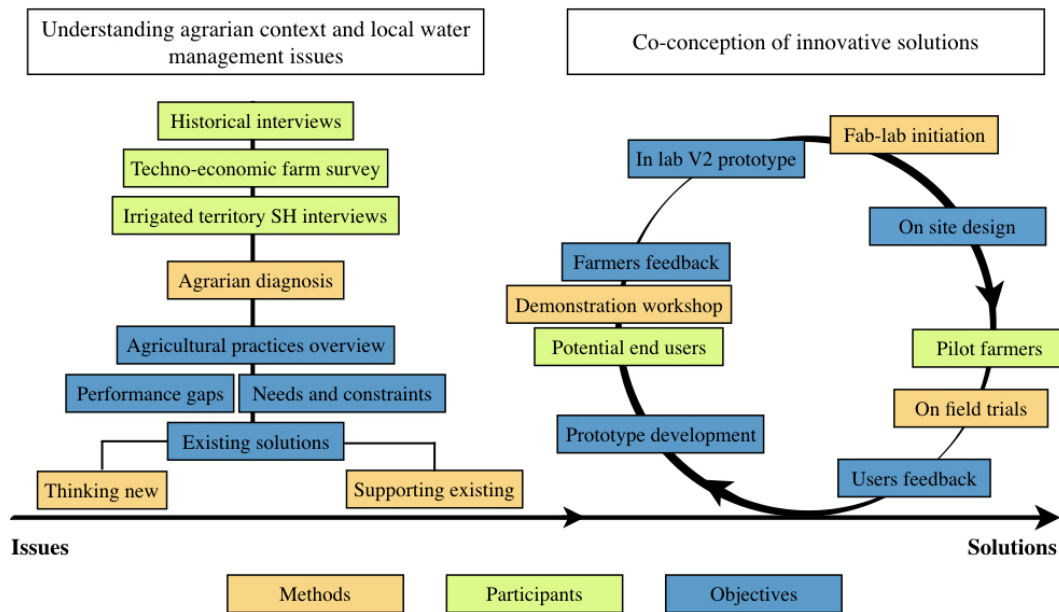 Understanding agrarian context and local water
management issues
Historical interviews
Techno-economic farm survey
Irrigated territory SH interviews
Agrarian diagnosis
Agricultural practices overview
Performance gaps
Needs and constraints
Existing solutions
Thinking new
Supporting existing
Co-conception of innovative solutions
Fab-lab initiation
In lab V2 prototype
On site design
Farmers feedback
Demonstration workshop
Potential end users
Pilot farmers
On field trials
Prototype development
Users feedback
Issues
Solutions
Methods
Participants
Objectives